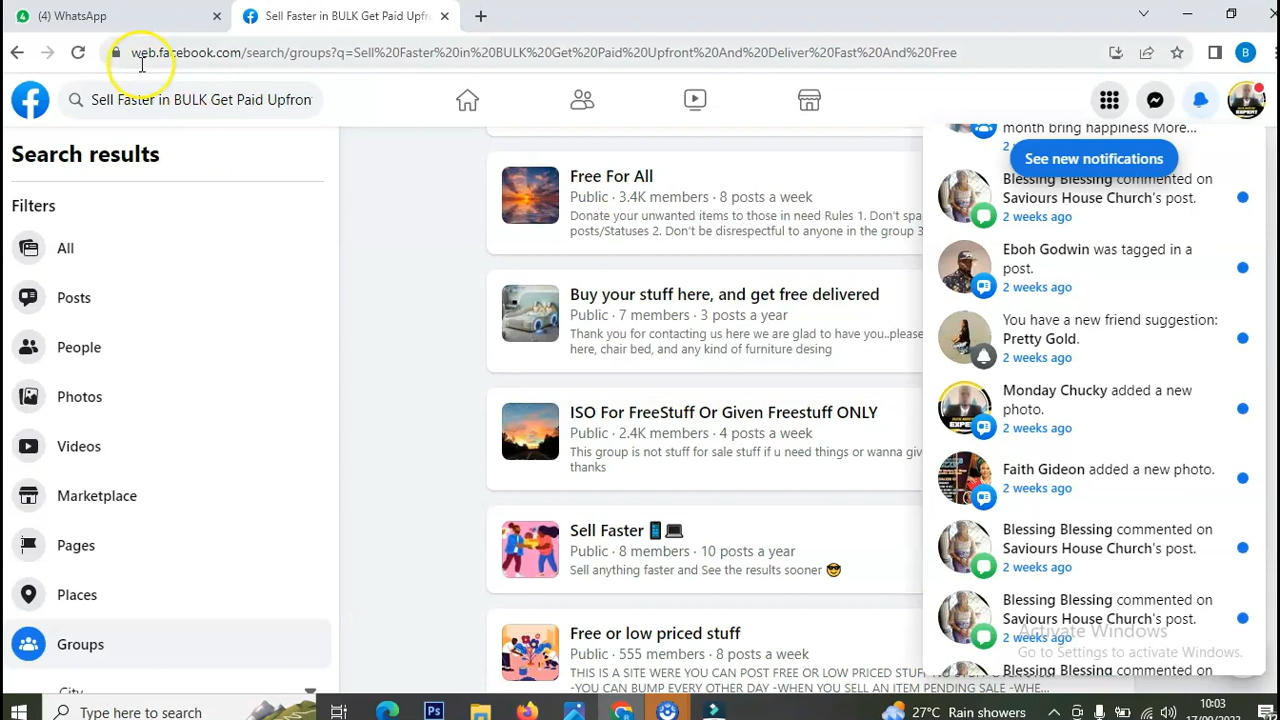 (4) WhatsApp
Sell Faster in BULK Get Paid Upfr
web.facebook.com/search/groups?q=Sell%20Faster%20in%20BULK%20Get%20Paid%20Upfront%20And%20Deliver%20Fast%20And%20Free
B
Sell Faster in BULK Get Paid Upfron
Search results
Filters
All
Posts
People
Photos
Videos
Marketplace
Pages
Places
Groups
City
Free For All
Public · 3.4K members · 8 posts a week
Donate your unwanted items to those in need Rules 1. Don't spa
posts/Statuses 2. Don't be disrespectful to anyone in the group 3
Buy your stuff here, and get free delivered
Public · 7 members · 3 posts a year
Thank you for contacting us here we are glad to have you..please
here, chair bed, and any kind of furniture desing
ISO For FreeStuff Or Given Freestuff ONLY
Public · 2.4K members · 4 posts a week
This group is not stuff for sale stuff if u need things or wanna giv
thanks
Sell Faster 📱💻
Public · 8 members · 10 posts a year
Sell anything faster and See the results sooner 😎
Free or low priced stuff
Public · 555 members · 8 posts a week
THIS IS A SITE WERE YOU CAN POST FREE OR LOW PRICED STUF
-YOU CAN BUMP EVERY OTHER DAY -WHEN YOU SELL AN ITEM PENDING SALE -WHE...
month bring happiness More...
2
See new notifications
Blessing Blessing commented on
Saviours House Church's post.
2 weeks ago
Eboh Godwin was tagged in a
post.
2 weeks ago
You have a new friend suggestion:
Pretty Gold.
2 weeks ago
Monday Chucky added a new
photo.
2 weeks ago
Faith Gideon added a new photo.
2 weeks ago
Blessing Blessing commented on
Saviours House Church's post.
2 weeks ago
Blessing Blessing commented on
Saviours House Church's post.
2 weeks ago
Blessing Blessing commented on
Activate Windows
Go to Settings to activate Windows.
Type here to search
Ps
27°C Rain showers
10:03